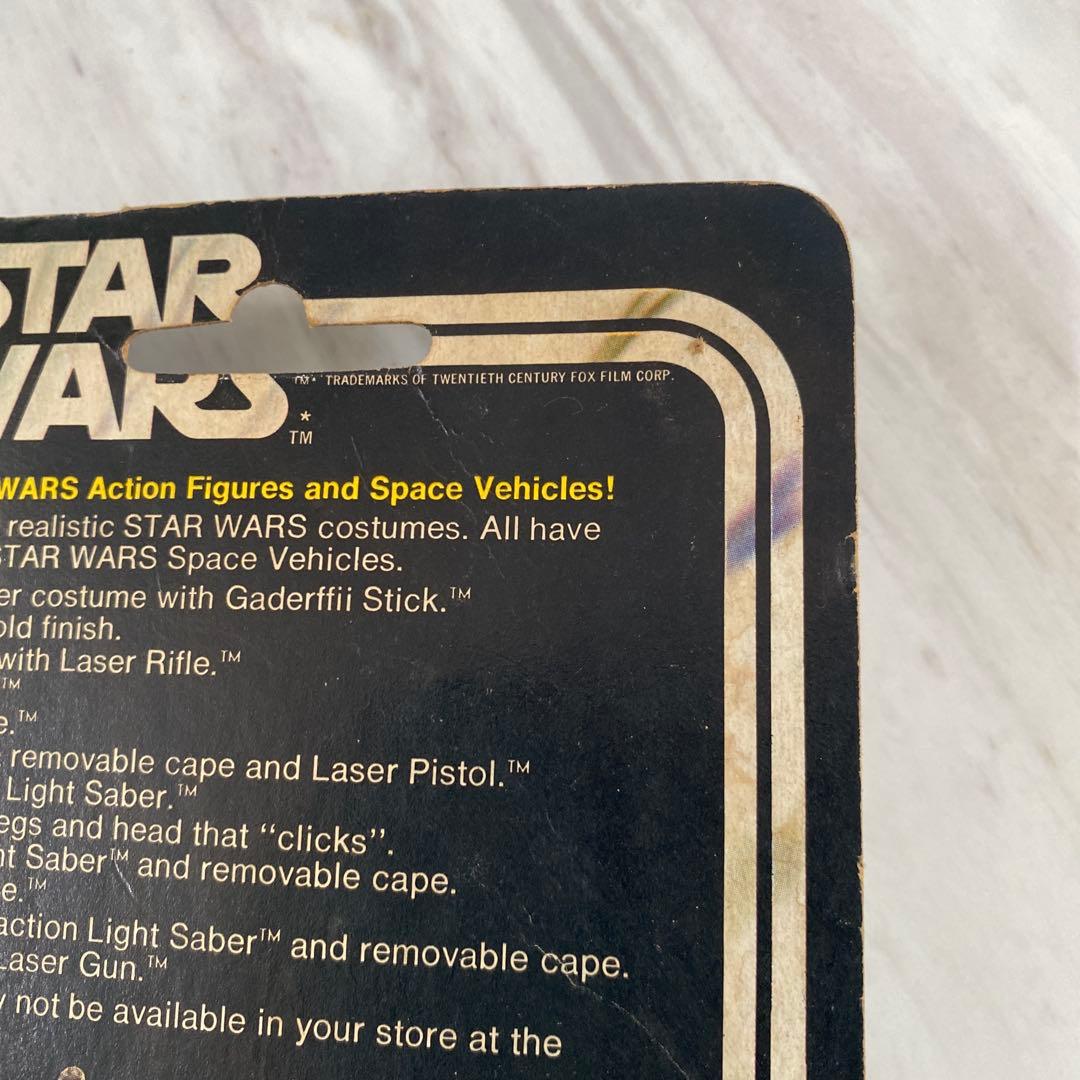 STAR
WARS
TM• TRADEMARKS OF TWENTIETH CENTURY FOX FILM CORP.
*
TM
WARS Action Figures and Space Vehicles!
realistic STAR WARS costumes. All have
STAR WARS Space Vehicles.
er costume with Gaderffii Stick.™
old finish.
with Laser Rifle.™
™
e.™
removable cape and Laser Pistol.™
Light Saber.™
egs and head that “clicks”.
ht Saber™ and removable cape.
e.™
action Light Saber™ and removable cape.
Laser Gun.™
y not be available in your store at the